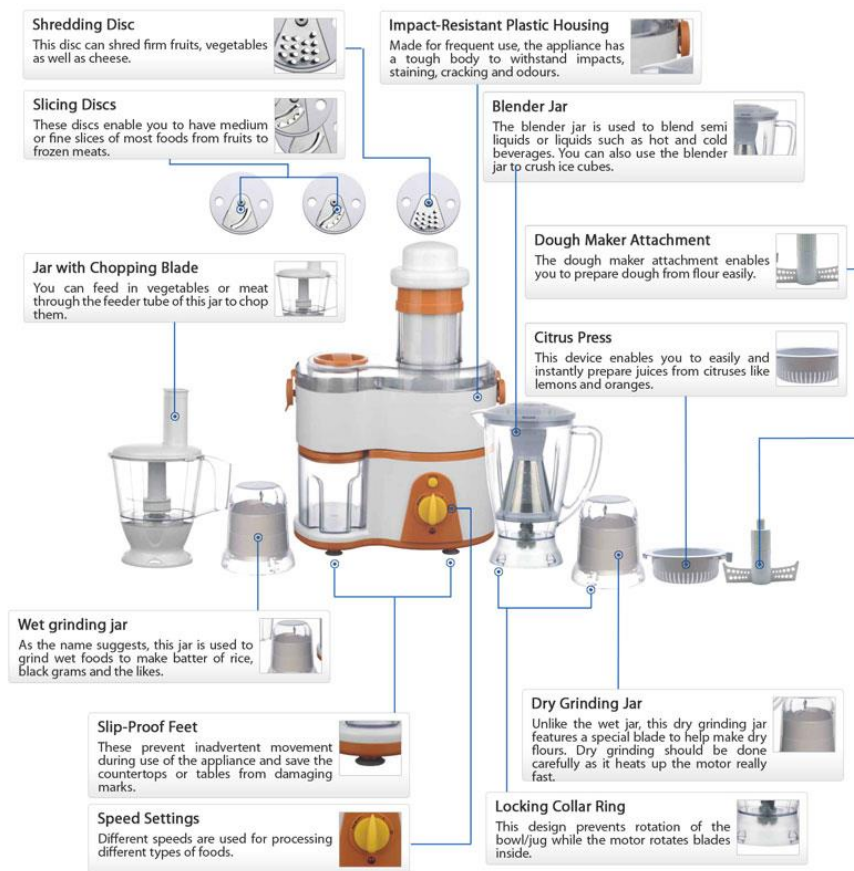 Shredding Disc
This disc can shred firm fruits, vegetables
as well as cheese.
Slicing Discs
These discs enable you to have medium
or fine slices of most foods from fruits to
frozen meats.
Impact-Resistant Plastic Housing
Made for frequent use, the appliance has
a tough body to withstand impacts,
staining, cracking and odours.
Blender Jar
The blender jar is used to blend semi
liquids or liquids such as hot and cold
beverages. You can also use the blender
jar to crush ice cubes.
Dough Maker Attachment
The dough maker attachment enables
you to prepare dough from flour easily.
Jar with Chopping Blade
You can feed in vegetables or meat
through the feeder tube of this jar to chop
them.
Citrus Press
This device enables you to easily and
instantly prepare juices from citruses like
lemons and oranges.
Wet grinding jar
As the name suggests, this jar is used to
grind wet foods to make batter of rice,
black grams and the likes.
Slip-Proof Feet
These prevent inadvertent movement
during use of the appliance and save the
countertops or tables from damaging
marks.
Dry Grinding Jar
Unlike the wet jar, this dry grinding jar
features a special blade to help make dry
flours. Dry grinding should be done
carefully as it heats up the motor really
fast.
Speed Settings
Different speeds are used for processing
different types of foods.
Locking Collar Ring
This design prevents rotation of the
bowl/jug while the motor rotates blades
inside.